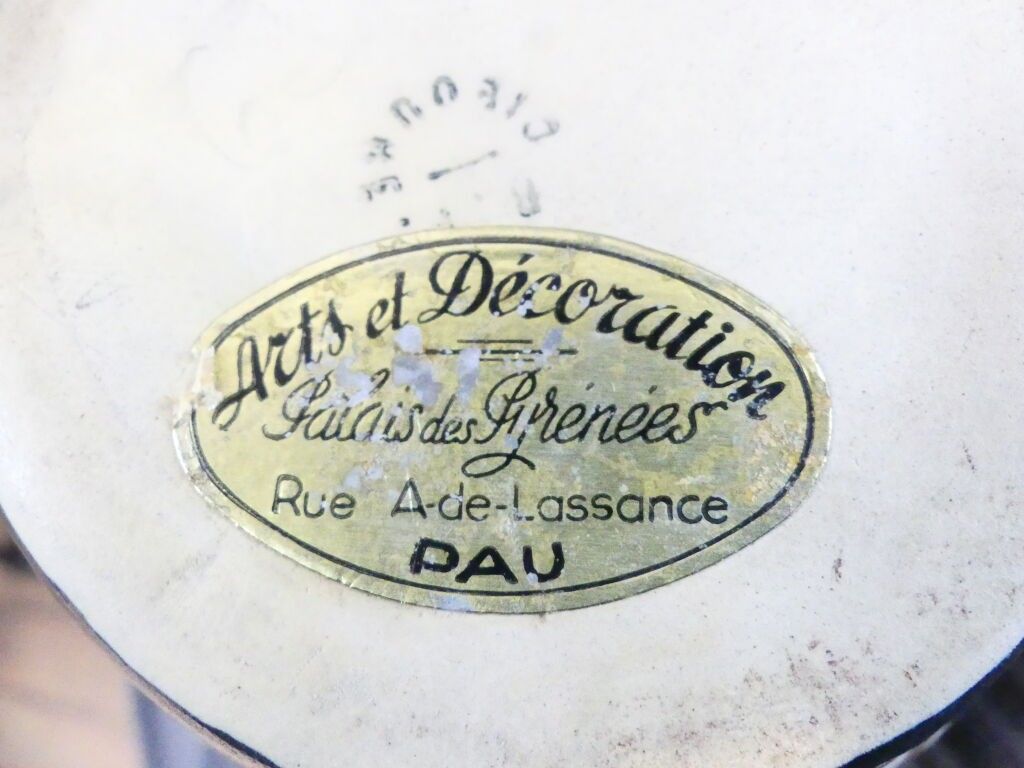 Arts et Décoration
Palais des Pyrénées
Rue A-de-Lassance
PAU